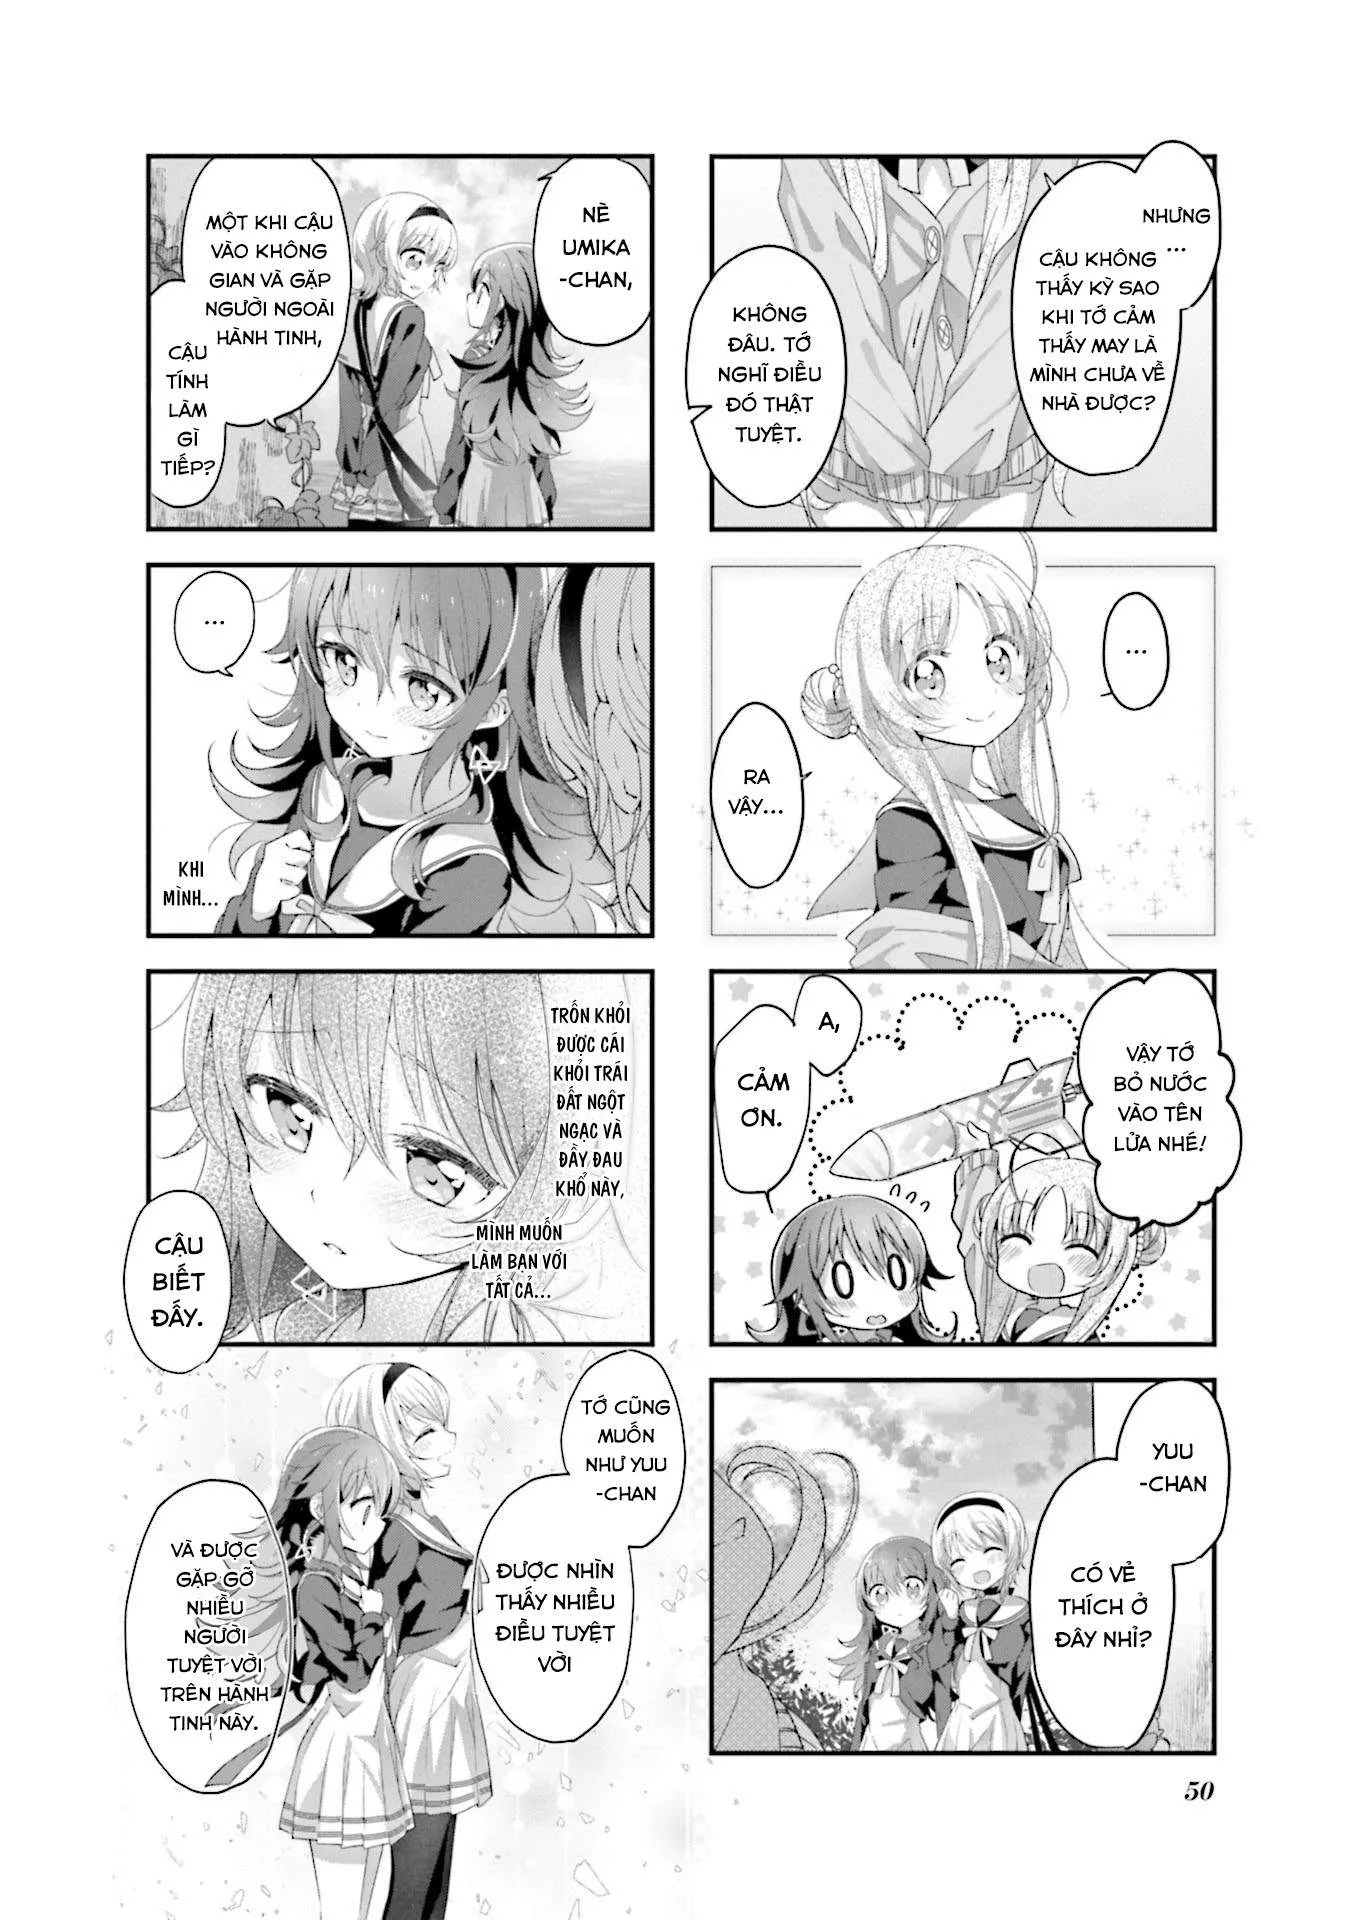 NHƯNG
...
CẬU KHÔNG
THẤY KỲ SAO
KHI TỚ CẢM
THẤY MAY LÀ
MÌNH CHƯA VỀ
NHÀ ĐƯỢC?
KHÔNG
ĐÂU. TỚ
NGHĨ ĐIỀU
ĐÓ THẬT
TUYỆT.
...
RA
VẬY...
VẬY TỚ
BỎ NƯỚC
VÀO TÊN
LỬA NHÉ!
A,
CẢM
ƠN.
YUU
-CHAN
CÓ VẺ
THÍCH Ở
ĐÂY NHỈ?
NÈ
UMIKA
-CHAN,
MỘT KHI CẬU
VÀO KHÔNG
GIAN VÀ GẶP
NGƯỜI NGOÀI
HÀNH TINH,
CẬU
TÍNH
LÀM
GÌ
TIẾP?
...
KHI
MÌNH...
TRỐN KHỎI
ĐƯỢC CÁI
KHỎI TRÁI
ĐẤT NGỘT
NGẠC VÀ
ĐẦY ĐAU
KHỔ NÀY,
MÌNH MUỐN
LÀM BẠN VỚI
TẤT CẢ...
CẬU
BIẾT
ĐẤY.
TỚ CŨNG
MUỐN
NHƯ YUU
-CHAN
ĐƯỢC NHÌN
THẤY NHIỀU
ĐIỀU TUYỆT
VỜI
VÀ ĐƯỢC
GẶP GỠ
NHIỀU
NGƯỜI
TUYỆT VỜI
TRÊN HÀNH
TINH NÀY.
50